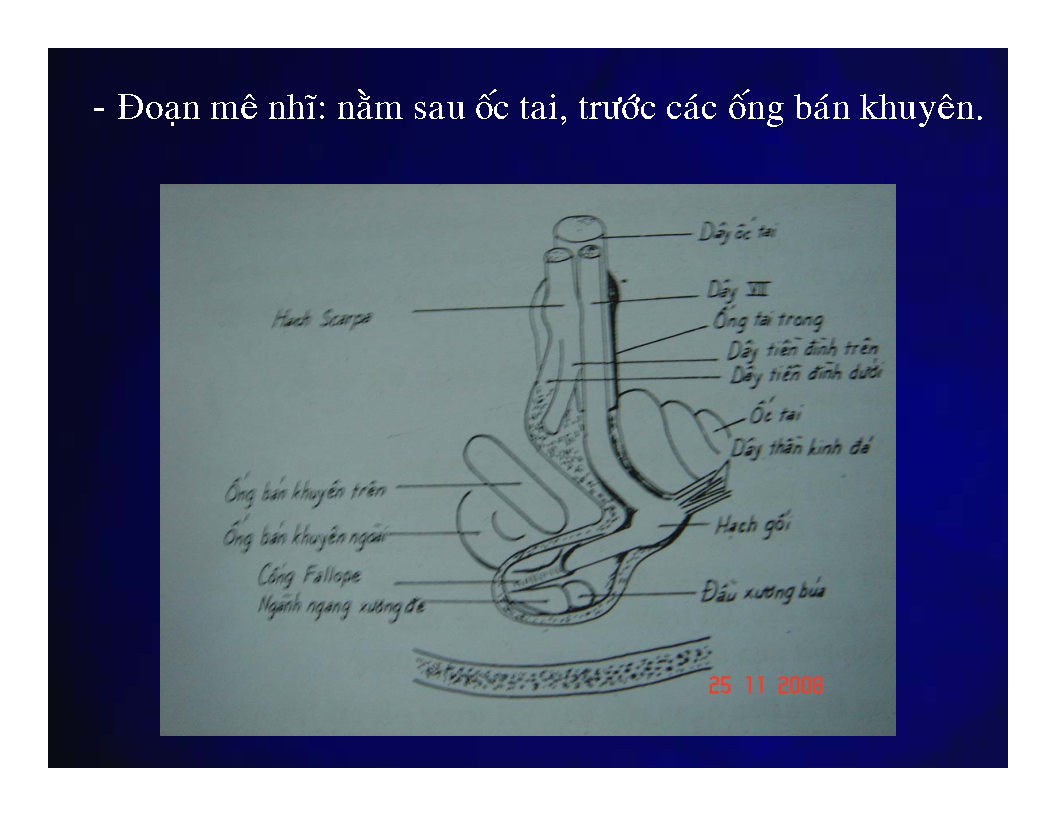 - Đoạn mê nhĩ: nằm sau ốc tai, trước các ống bán khuyên.
Dây ốc tai
Dây VII
Hạch Scarpa
Ống tai trong
Dây tiền đình trên
Dây tiền đình dưới
Ốc tai
Dây thần kinh đá
Ống bán khuyên trên
Hạch gối
Ống bán khuyên ngoài
Cống Fallope
Đầu xương búa
Ngành ngang xương đe
25 11 2008